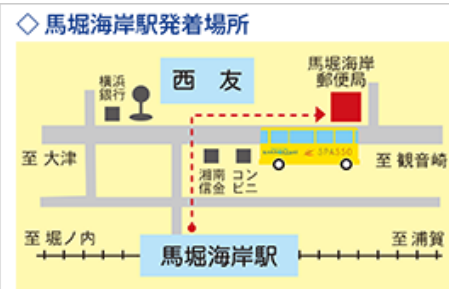 ◇ 馬堀海岸駅発着場所
馬堀海岸
郵便局
横浜
銀行
西 友
至 大津
湘南
信金
コン
ビニ
SPASSO
至 観音崎
至 堀ノ内
馬堀海岸駅
至 浦賀